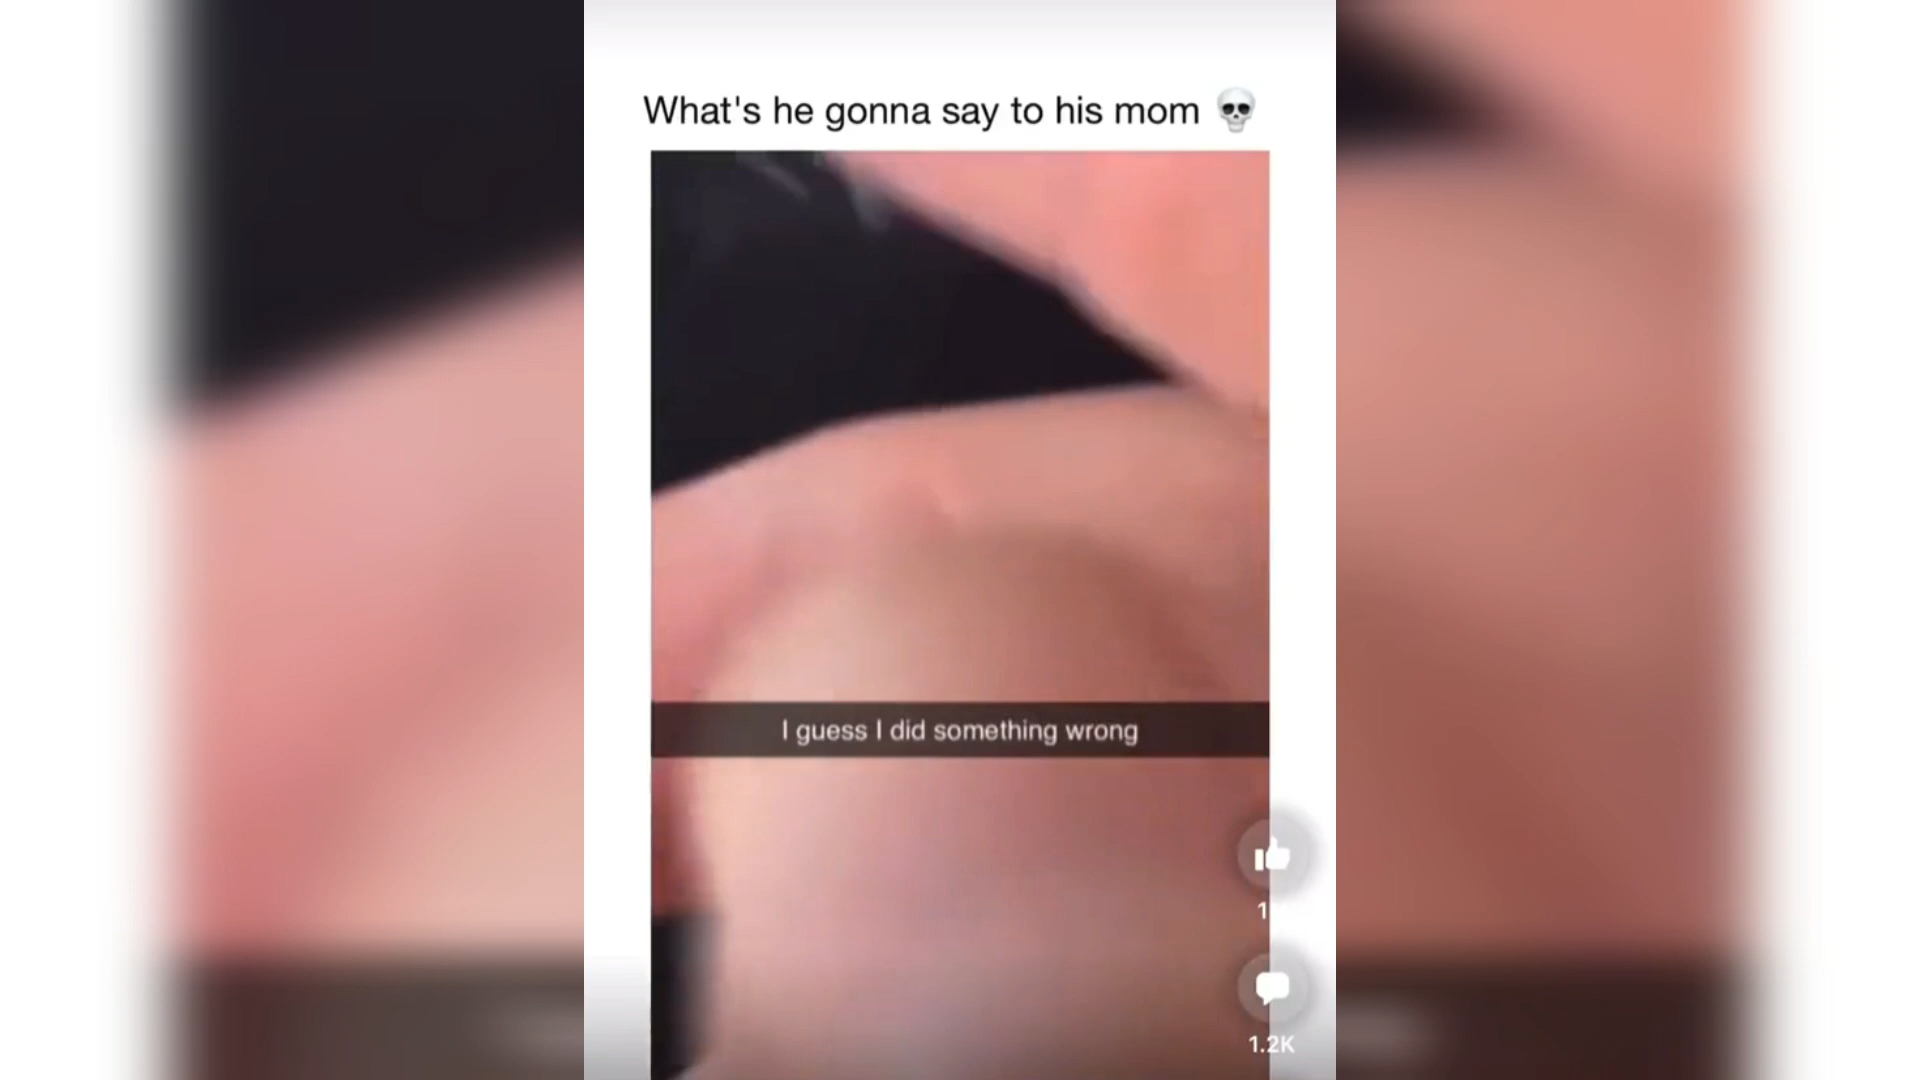 What's he gonna say to his mom 💀
I guess I did something wrong
1.2K